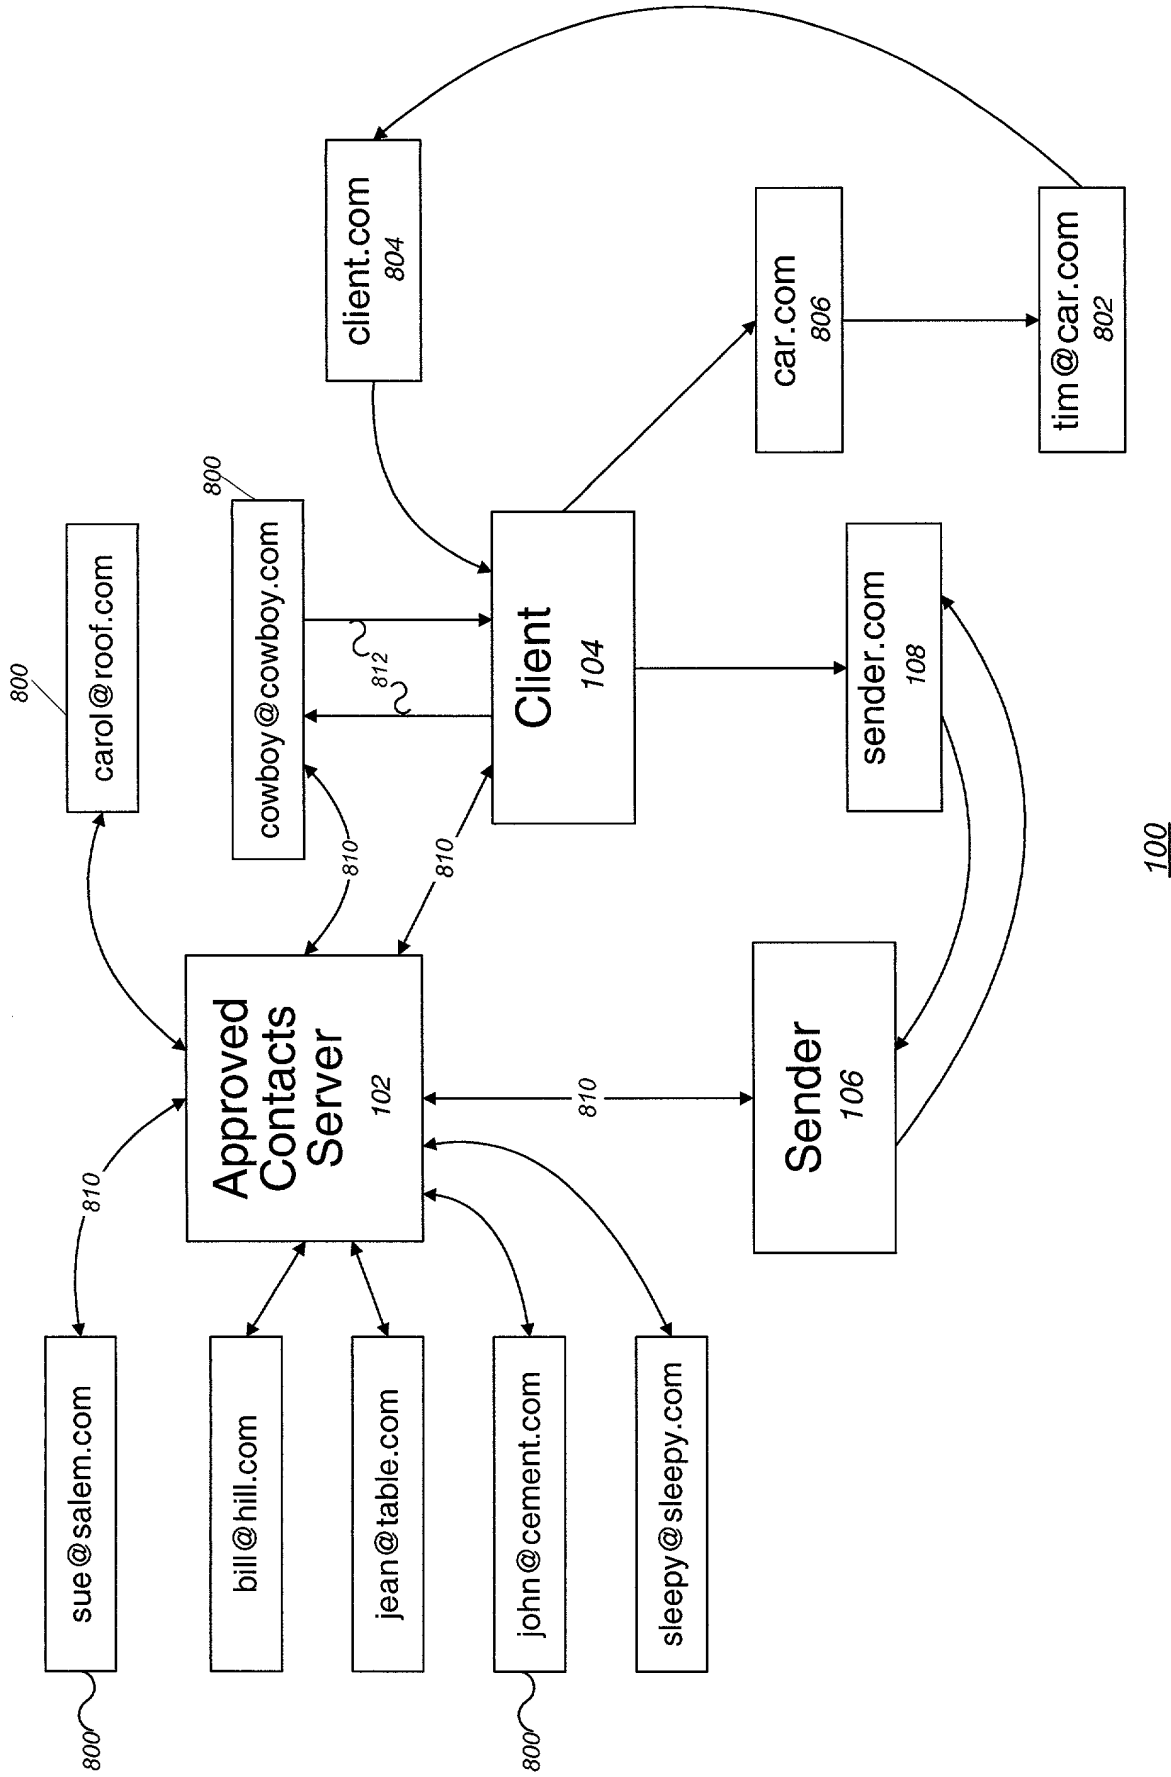 800
sue@salem.com
810
bill@hill.com
jean@table.com
800
john@cement.com
sleepy@sleepy.com
Approved
Contacts
Server
102
810
Sender
106
800
carol@roof.com
800
cowboy@cowboy.com
810
810
812
Client
104
sender.com
108
client.com
804
car.com
806
tim@car.com
802
100